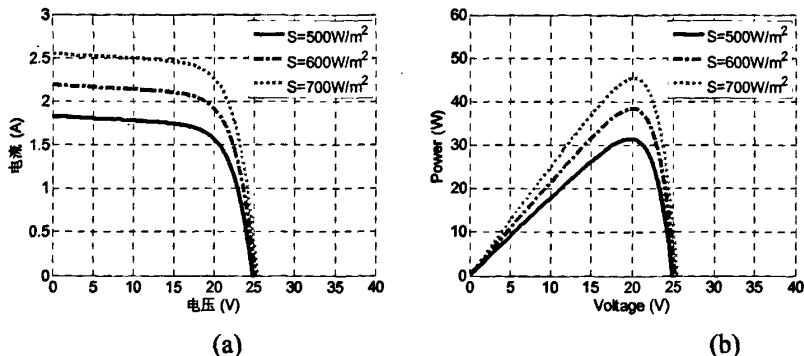 3
2.5
2
1.5
1
0.5
0
0 5 10 15 20 25 30 35 40
电流 (A)
电压 (V)
S=500W/m²
S=600W/m²
S=700W/m²
(a)
60
50
40
30
20
10
0
0 5 10 15 20 25 30 35 40
Power (W)
Voltage (V)
S=500W/m²
S=600W/m²
S=700W/m²
(b)